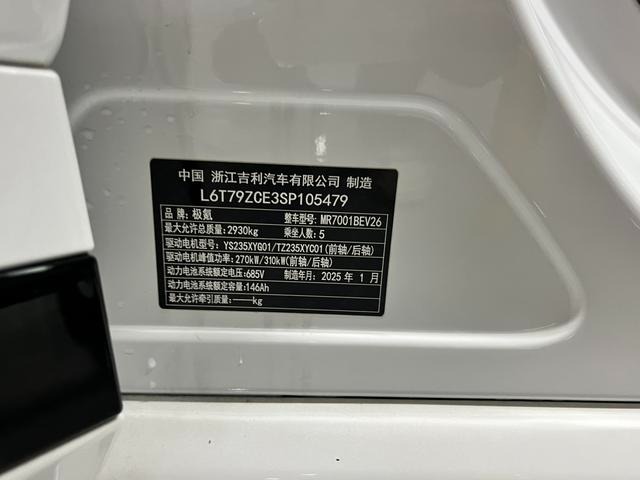 中国 浙江吉利汽车有限公司 制造
L6T79ZCE3SP105479
品牌:极氪 整车型号:MR7001BEV26
最大允许总质量:2930kg 乘坐人数:5
驱动电机型号:YS235XYG01/TZ235XYC01(前轴/后轴)
驱动电机峰值功率:270kW/310kW(前轴/后轴)
动力电池系统额定电压:685V 制造年月:2025 年 1 月
动力电池系统额定容量:146Ah
最大允许牵引质量:——kg